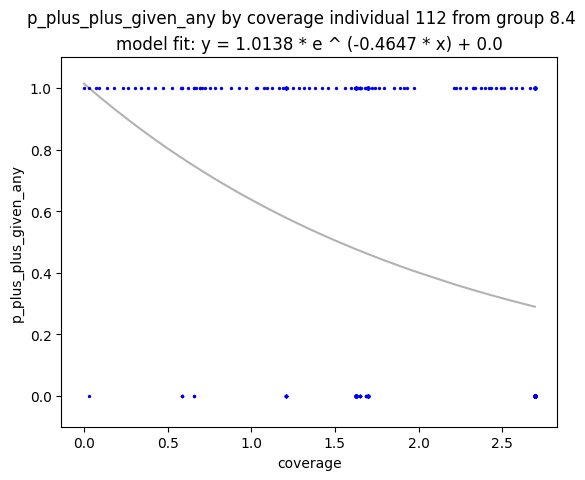 p_plus_plus_given_any by coverage individual 112 from group 8.4
model fit: y = 1.0138 * e ^ (-0.4647 * x) + 0.0
p_plus_plus_given_any
1.0
0.8
0.6
0.4
0.2
0.0
0.0 0.5 1.0 1.5 2.0 2.5
coverage